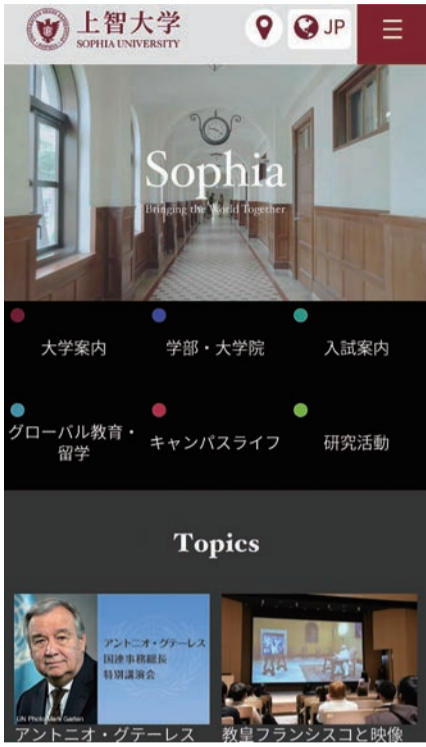 上智大学
SOPHIA UNIVERSITY
JP
Sophia
Bringing the World Together
大学案内
学部・大学院
入試案内
グローバル教育・
留学
キャンパスライフ
研究活動
Topics
アントニオ・グテーレス
国連事務総長
特別講演会
UN Photo/Mark Garten
アントニオ・グテーレス
教皇フランシスコと映像